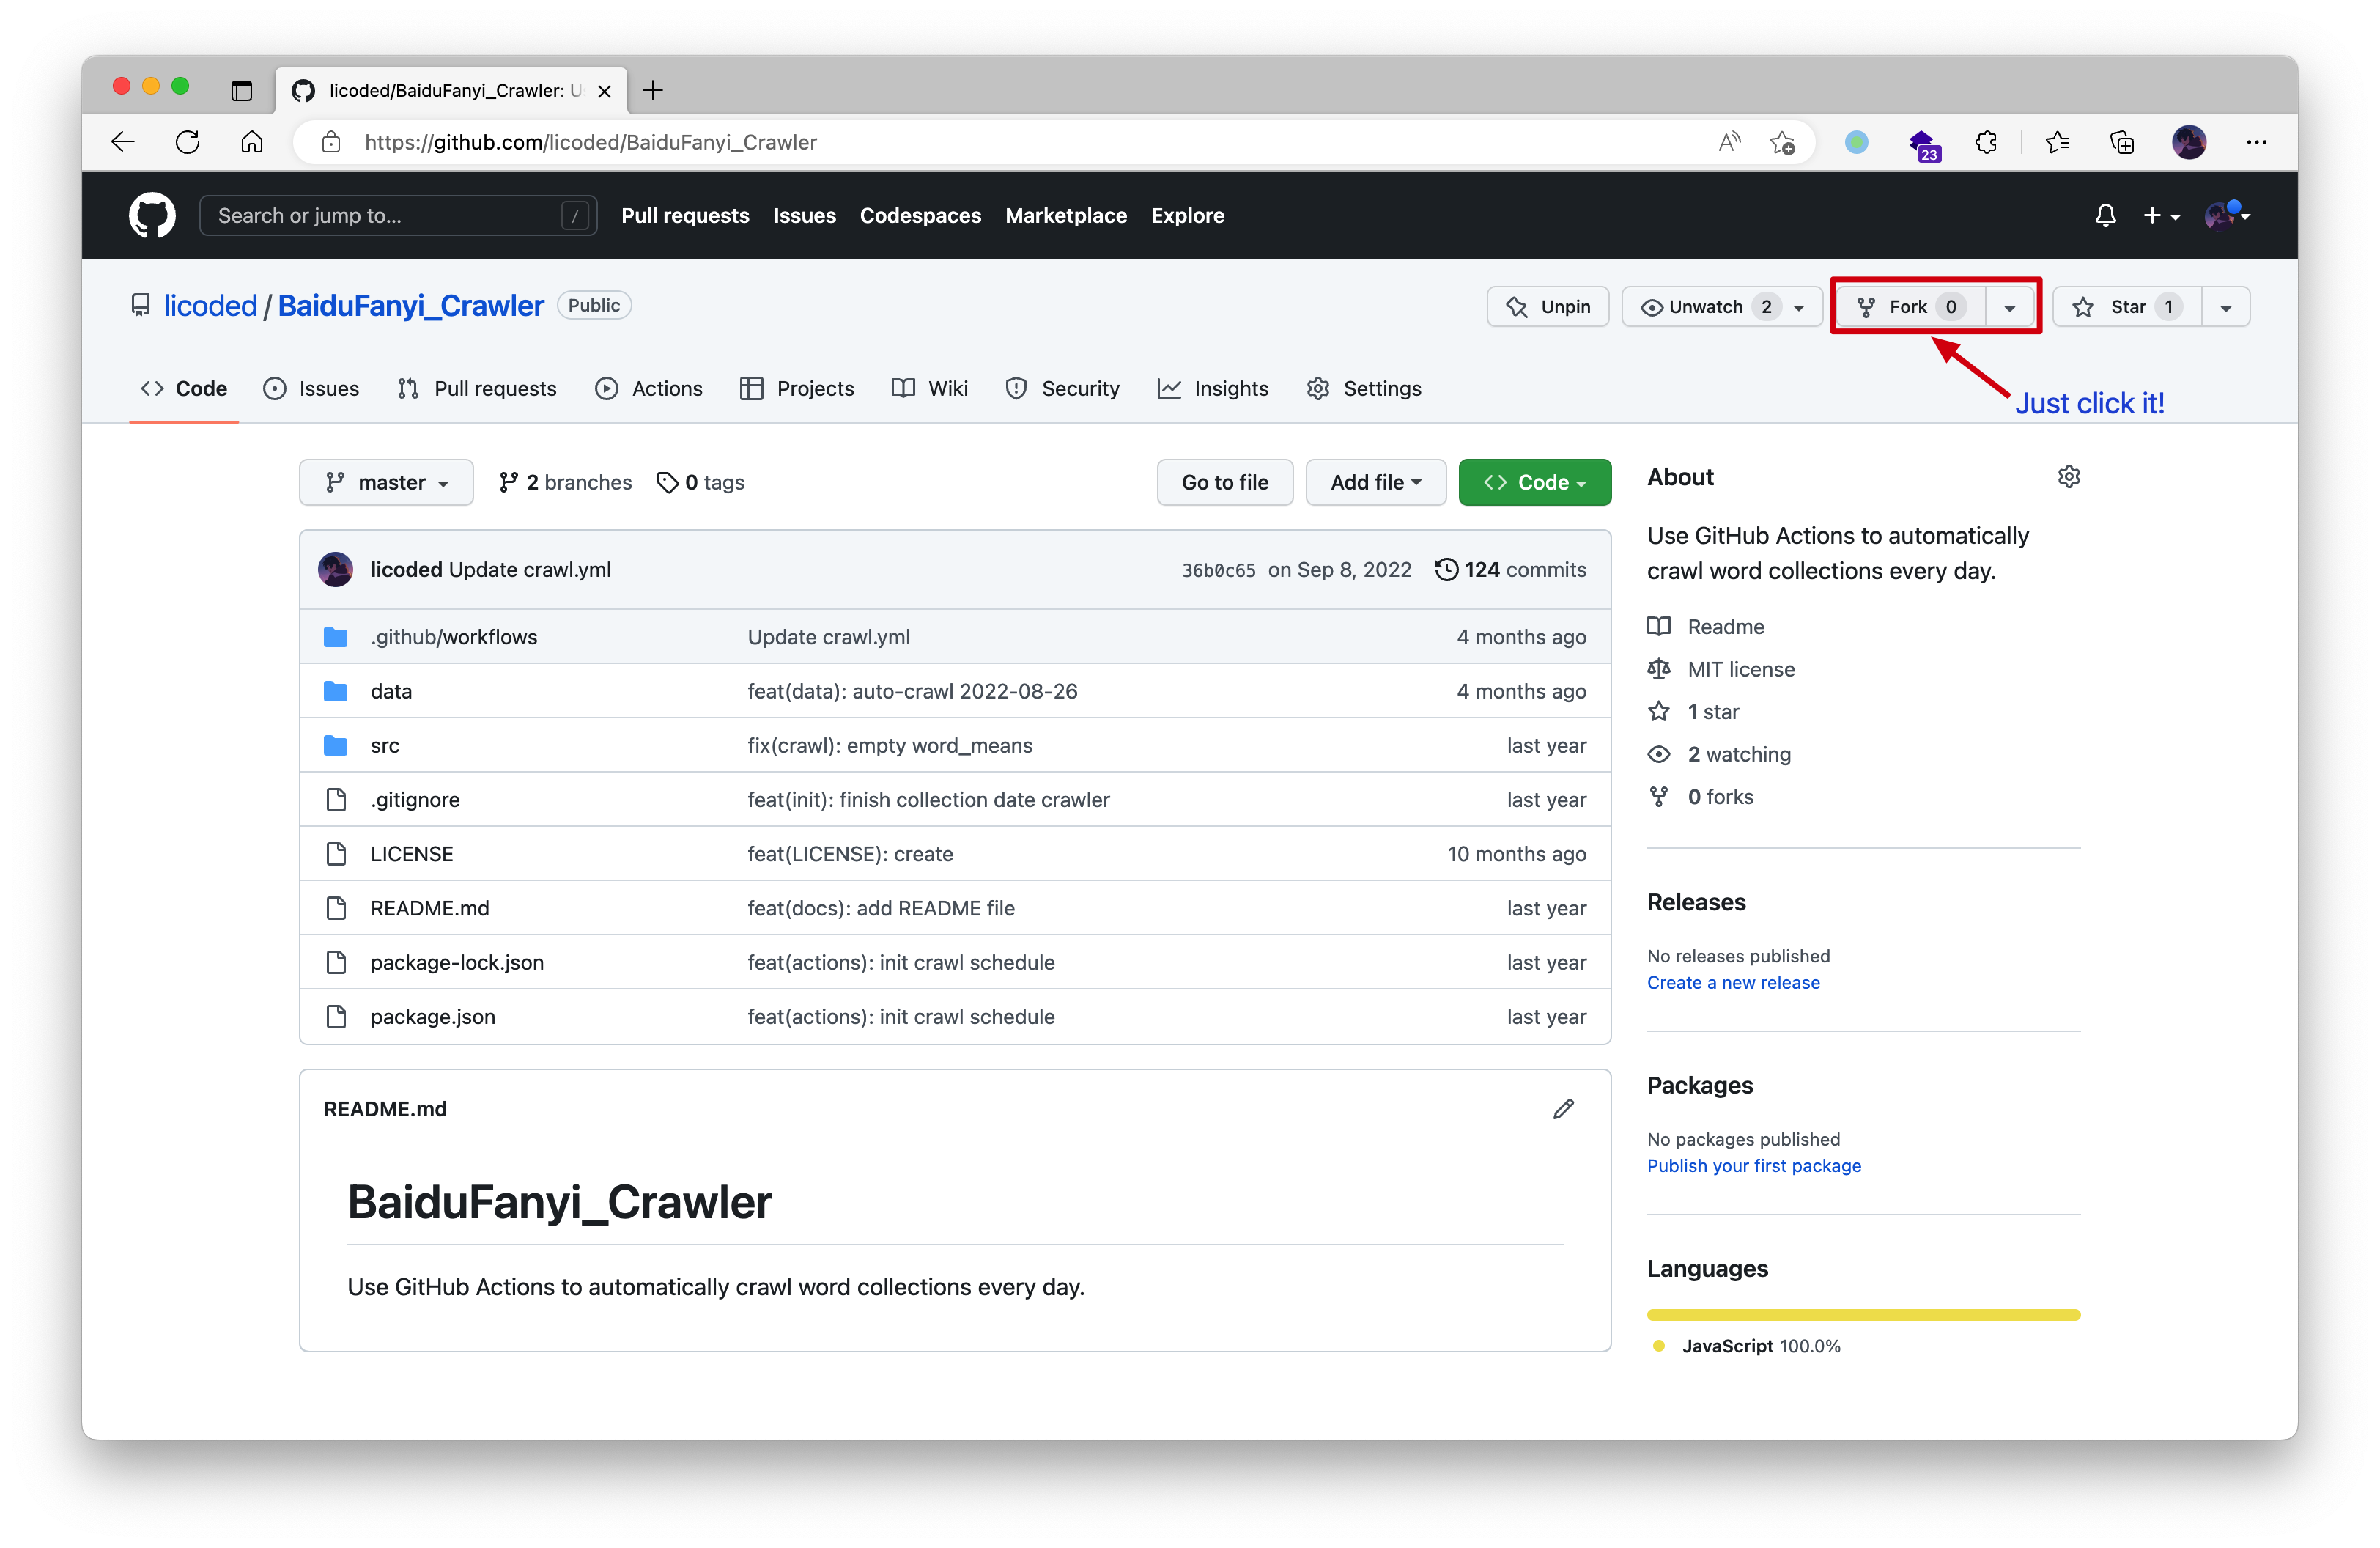 licoded/BaiduFanyi_Crawler: U
https://github.com/licoded/BaiduFanyi_Crawler
23
Search or jump to... /
Pull requests Issues Codespaces Marketplace Explore
licoded / BaiduFanyi_Crawler Public
Unpin Unwatch 2 Fork 0 Star 1
Code Issues Pull requests Actions Projects Wiki Security Insights Settings
Just click it!
master 2 branches 0 tags Go to file Add file Code
licoded Update crawl.yml 36b0c65 on Sep 8, 2022 124 commits
.github/workflows Update crawl.yml 4 months ago
data feat(data): auto-crawl 2022-08-26 4 months ago
src fix(crawl): empty word_means last year
.gitignore feat(init): finish collection date crawler last year
LICENSE feat(LICENSE): create 10 months ago
README.md feat(docs): add README file last year
package-lock.json feat(actions): init crawl schedule last year
package.json feat(actions): init crawl schedule last year
README.md
BaiduFanyi_Crawler
Use GitHub Actions to automatically crawl word collections every day.
About
Use GitHub Actions to automatically
crawl word collections every day.
Readme
MIT license
1 star
2 watching
0 forks
Releases
No releases published
Create a new release
Packages
No packages published
Publish your first package
Languages
JavaScript 100.0%